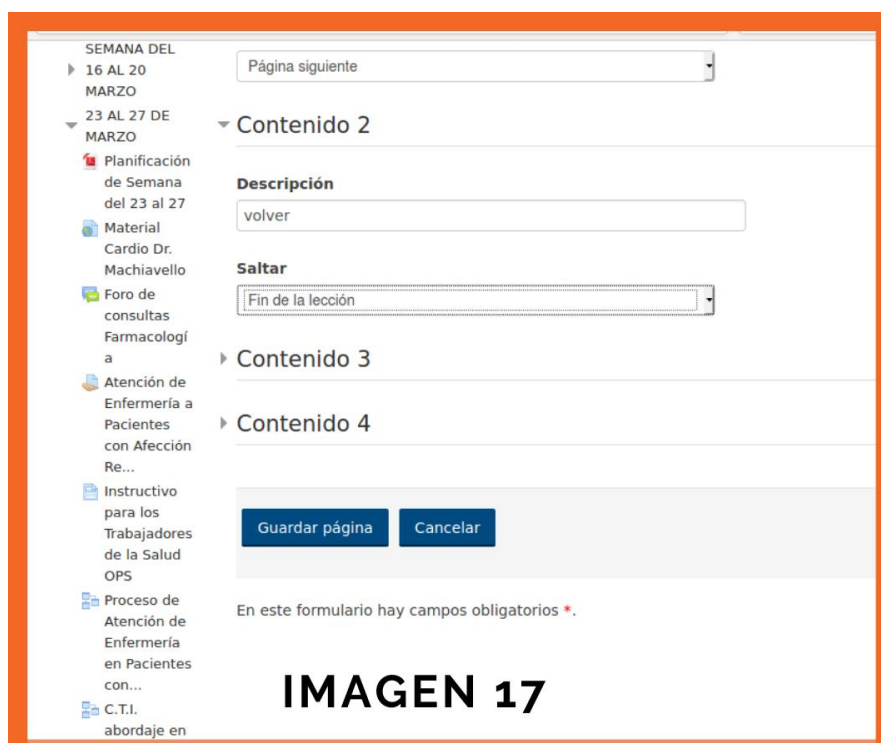 SEMANA DEL
16 AL 20
MARZO
23 AL 27 DE
MARZO
Planificación
de Semana
del 23 al 27
Material
Cardio Dr.
Machiavello
Foro de
consultas
Farmacologí
a
Atención de
Enfermería a
Pacientes
con Afección
Re...
Instructivo
para los
Trabajadores
de la Salud
OPS
Proceso de
Atención de
Enfermería
en Pacientes
con...
C.T.I.
abordaje en
Página siguiente
Contenido 2
Descripción
volver
Saltar
Fin de la lección
Contenido 3
Contenido 4
Guardar página Cancelar
En este formulario hay campos obligatorios *.
IMAGEN 17